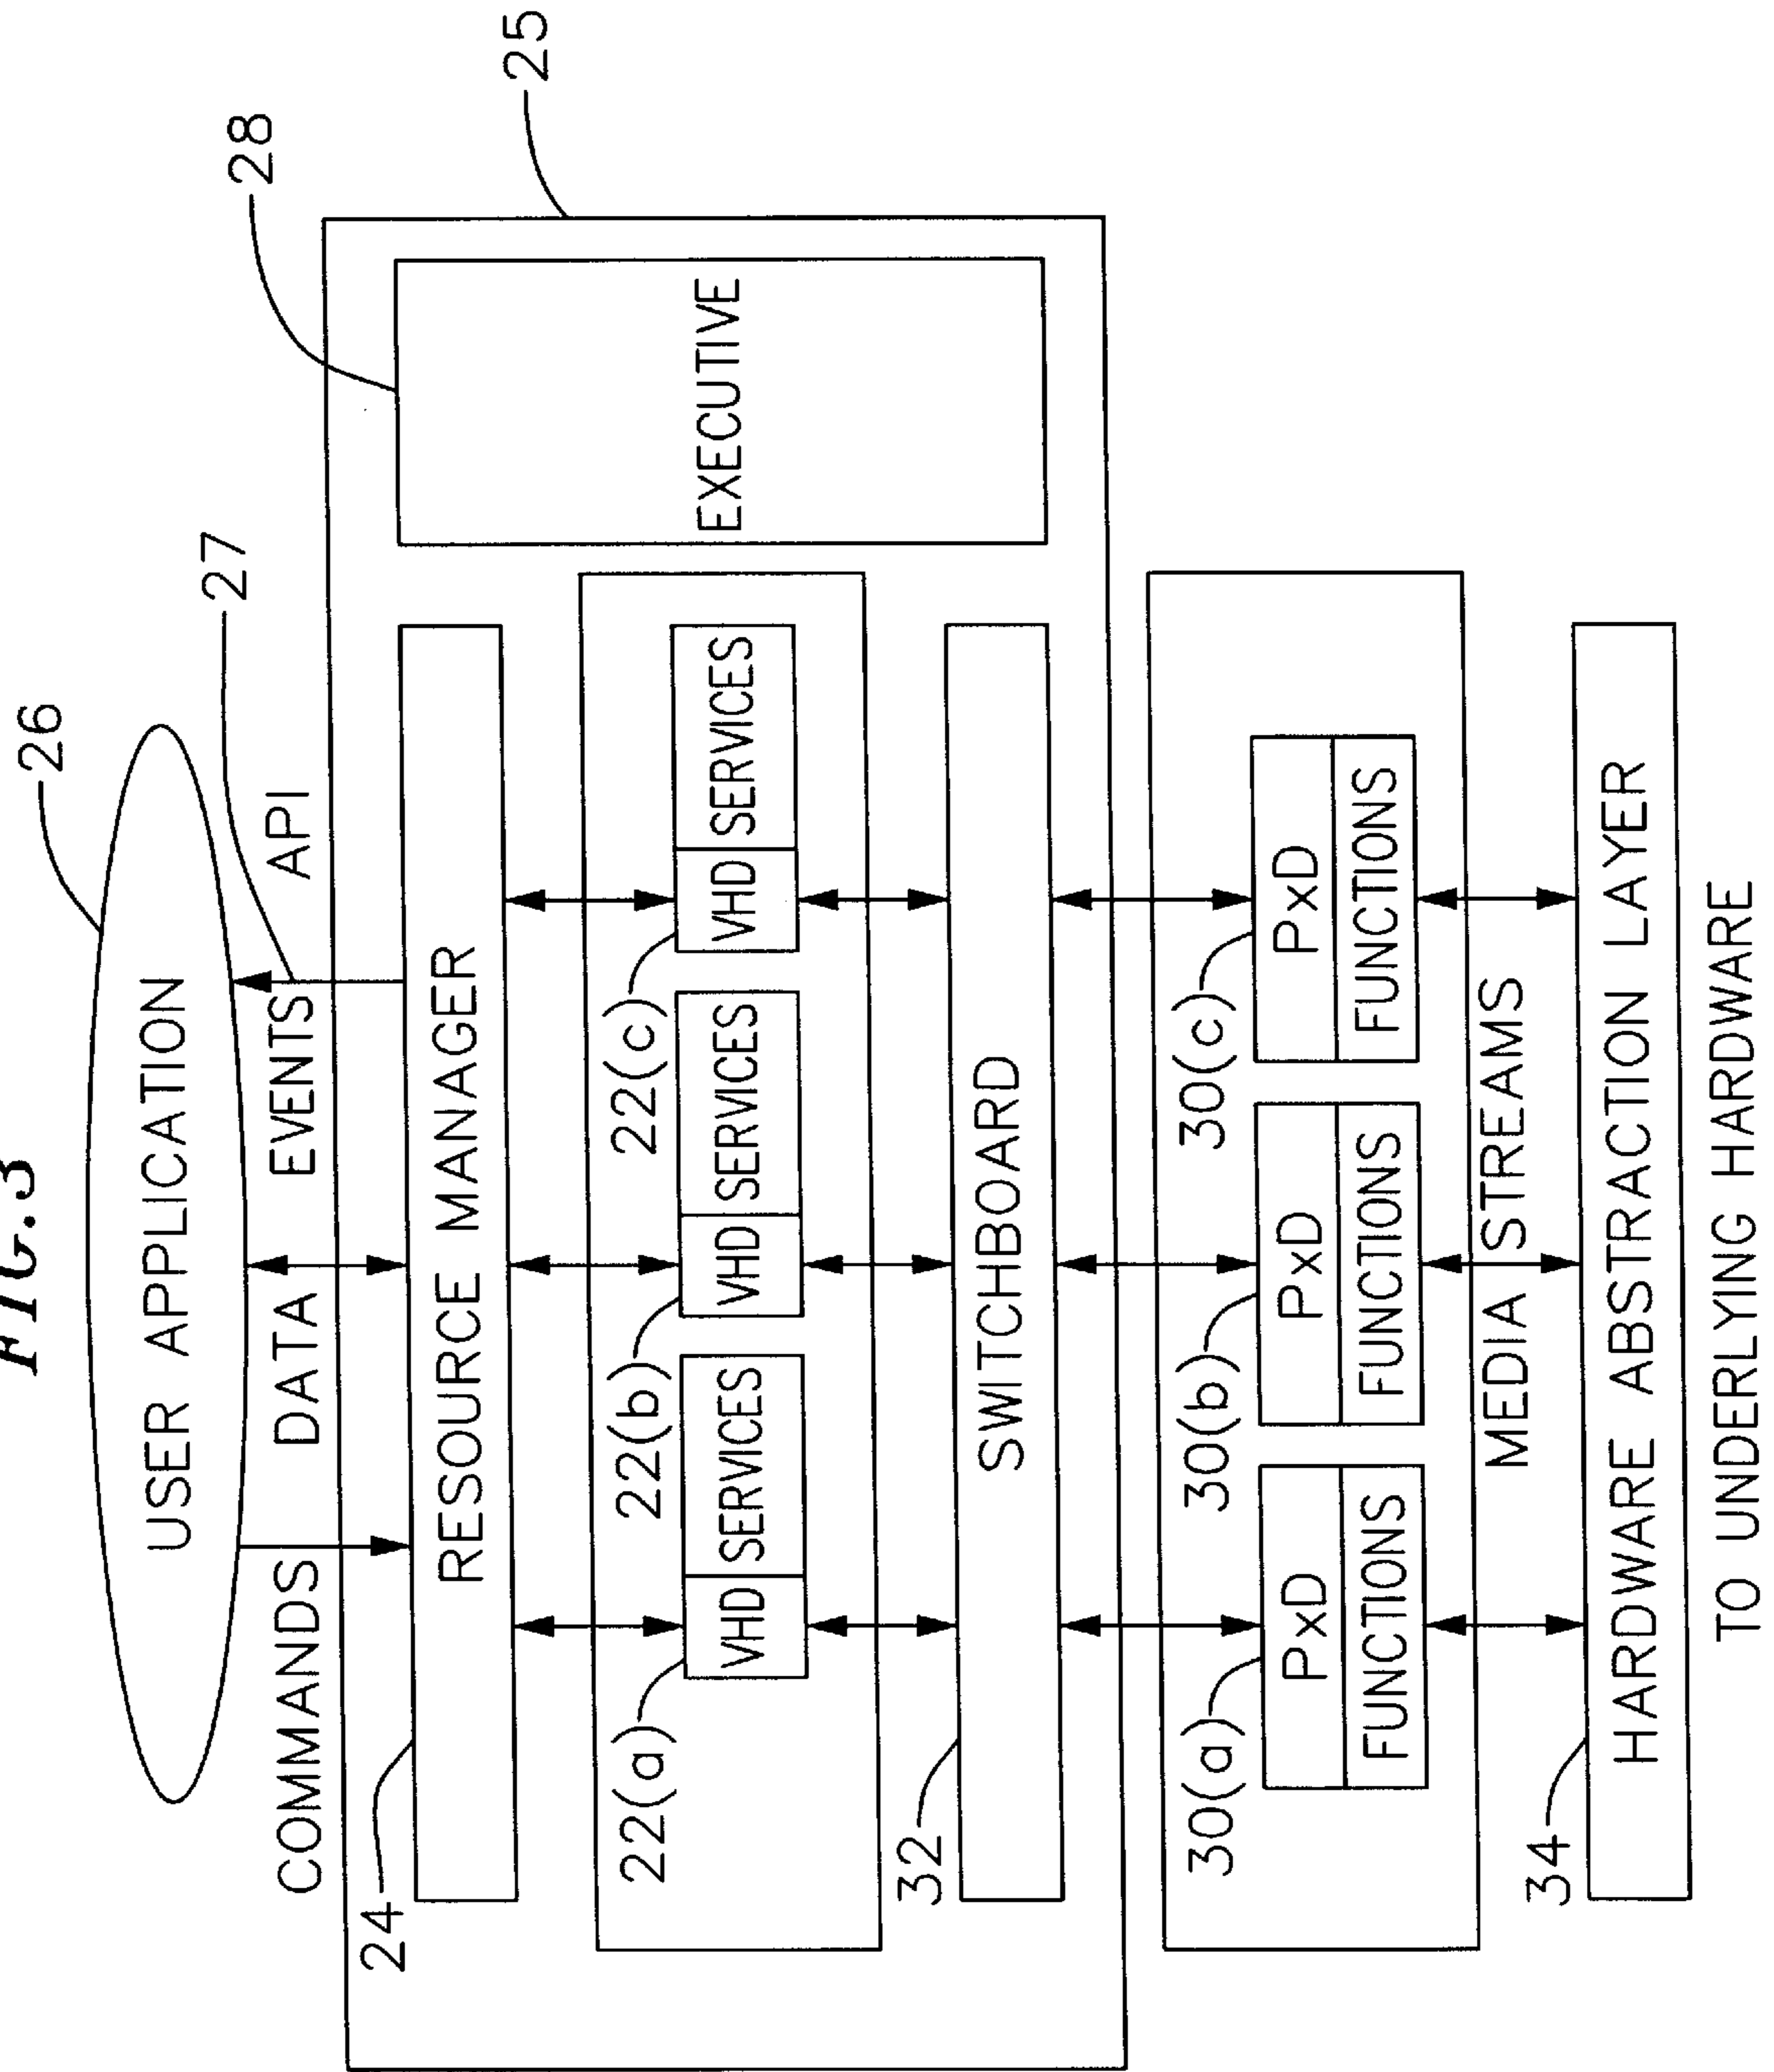 FIG. 3
26
USER APPLICATION
27
28
25
COMMANDS
DATA
EVENTS
API
24
RESOURCE MANAGER
EXECUTIVE
22(a)
22(b)
22(c)
VHD SERVICES
VHD SERVICES
VHD SERVICES
32
SWITCHBOARD
30(a)
30(b)
30(c)
PxD
PxD
PxD
FUNCTIONS
FUNCTIONS
FUNCTIONS
MEDIA STREAMS
34
HARDWARE ABSTRACTION LAYER
TO UNDERLYING HARDWARE